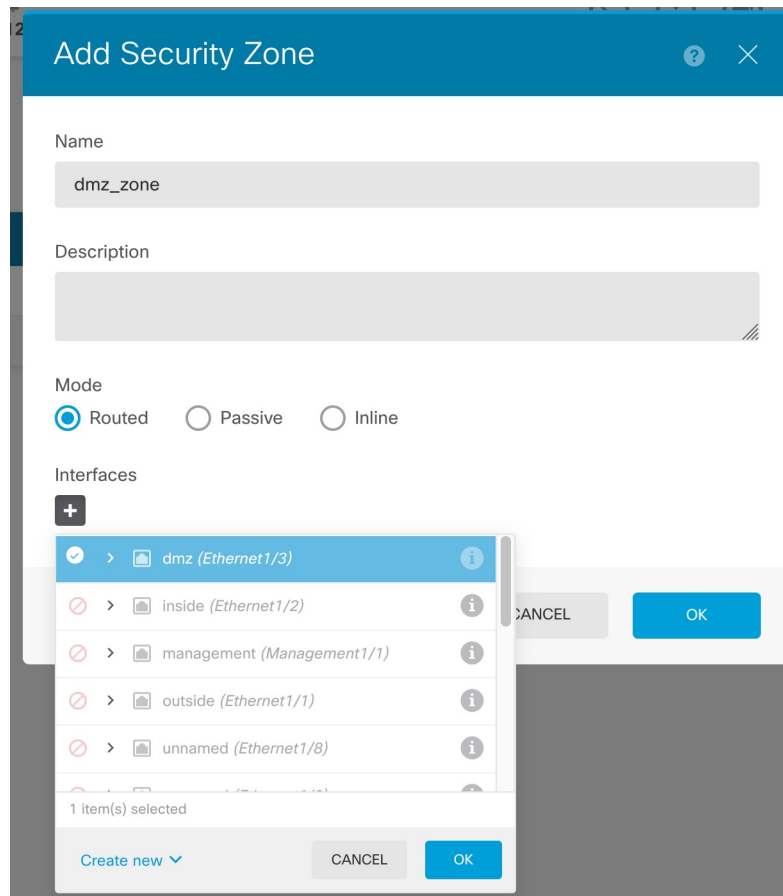 12
Add Security Zone
?
Name
dmz_zone
Description
Mode
Routed
Passive
Inline
Interfaces
+
dmz (Ethernet1/3)
inside (Ethernet1/2)
management (Management1/1)
outside (Ethernet1/1)
unnamed (Ethernet1/8)
1 item(s) selected
Create new
CANCEL
OK
CANCEL
OK